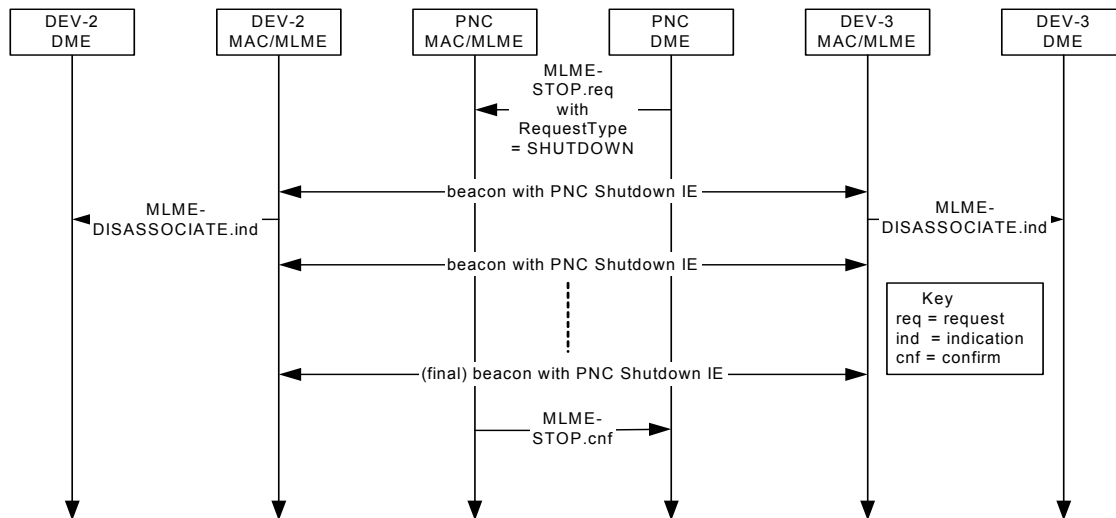 DEV-2
DME
DEV-2
MAC/MLME
PNC
MAC/MLME
PNC
DME
DEV-3
MAC/MLME
DEV-3
DME
MLME-
STOP.req
with
RequestType
= SHUTDOWN
beacon with PNC Shutdown IE
MLME-
DISASSOCIATE.ind
MLME-
DISASSOCIATE.ind
beacon with PNC Shutdown IE
Key
req = request
ind = indication
cnf = confirm
(final) beacon with PNC Shutdown IE
MLME-
STOP.cnf